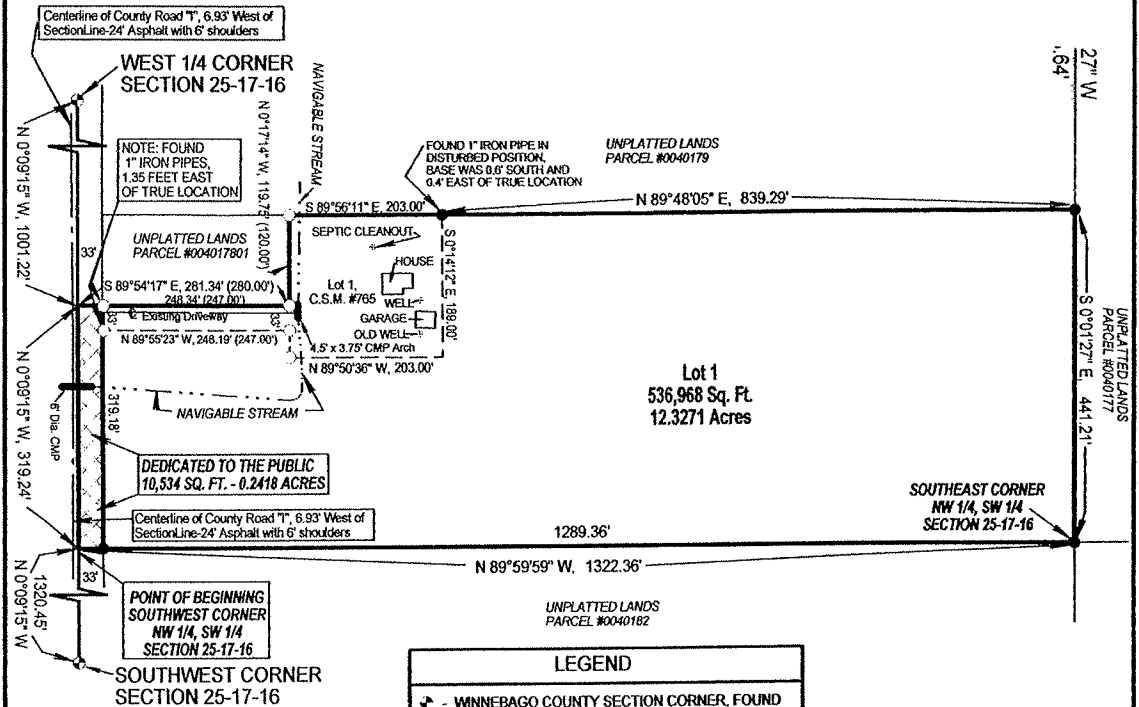 Centerline of County Road "I", 6.93' West of
SectionLine-24' Asphalt with 6' shoulders
WEST 1/4 CORNER
SECTION 25-17-16
27" W
.64'
N 0°09'15" W, 1001.22'
NOTE: FOUND
1" IRON PIPES,
1.35 FEET EAST
OF TRUE LOCATION
NAVIGABLE STREAM
N 0°17'14" W, 119.75'
(120.00')
FOUND 1" IRON PIPE IN
DISTURBED POSITION,
BASE WAS 0.6' SOUTH AND
0.4' EAST OF TRUE LOCATION
UNPLATTED LANDS
PARCEL #0040179
S 89°56'11" E, 203.00'
N 89°48'05" E, 839.29'
UNPLATTED LANDS
PARCEL #004017801
33'
SEPTIC CLEANOUT
HOUSE
Lot 1,
C.S.M. #765
WELL
GARAGE
OLD WELL
S 0°14'12" E, 189.00'
S 89°54'17" E, 281.34' (280.00')
248.34' (247.00')
33'
Existing Driveway
33'
N 89°55'23" W, 248.19' (247.00')
4.5' x 3.75' CMP Arch
N 89°50'36" W, 203.00'
S 0°01'27" E, 441.21'
UNPLATTED LANDS
PARCEL #0040177
Lot 1
536,968 Sq. Ft.
12.3271 Acres
N 0°09'15" W, 319.24'
6' Dia. CMP
319.18'
NAVIGABLE STREAM
DEDICATED TO THE PUBLIC
10,534 SQ. FT. - 0.2418 ACRES
SOUTHEAST CORNER
NW 1/4, SW 1/4
SECTION 25-17-16
Centerline of County Road "I", 6.93' West of
SectionLine-24' Asphalt with 6' shoulders
1289.36'
N 89°59'59" W, 1322.36'
33'
1320.45'
N 0°09'15" W
POINT OF BEGINNING
SOUTHWEST CORNER
NW 1/4, SW 1/4
SECTION 25-17-16
UNPLATTED LANDS
PARCEL #0040182
SOUTHWEST CORNER
SECTION 25-17-16
LEGEND
- WINNEBAGO COUNTY SECTION CORNER, FOUND